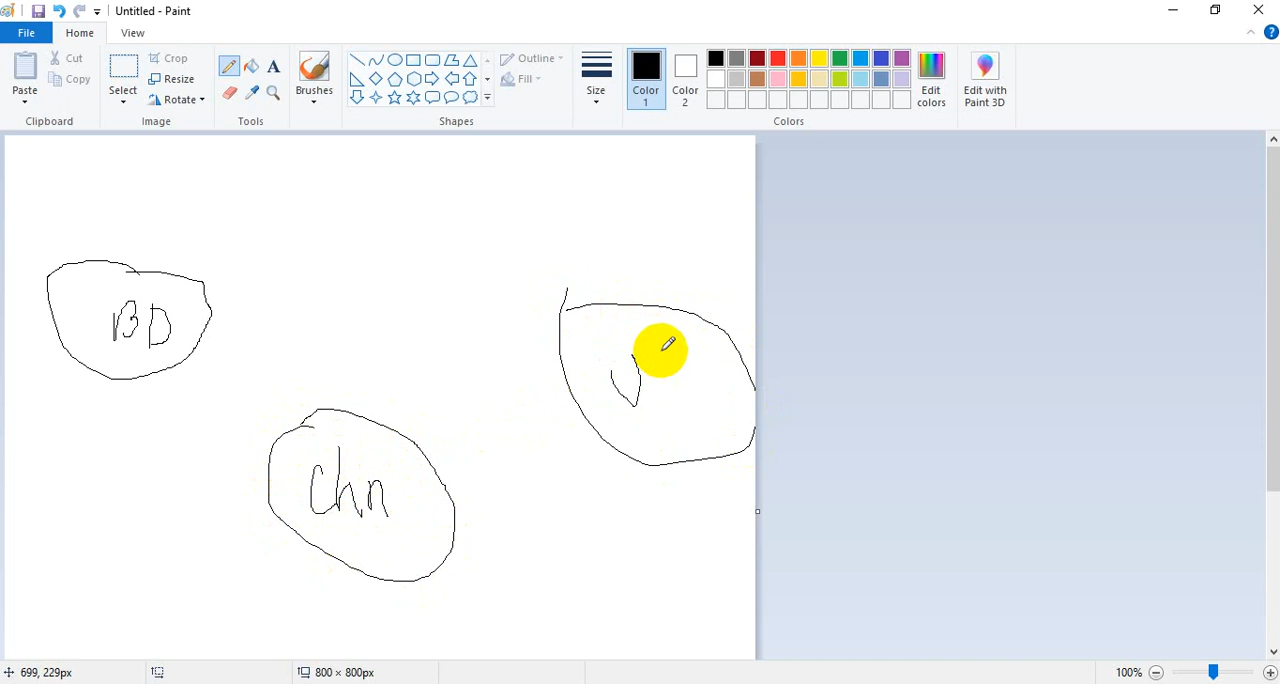 Untitled - Paint
File
Home
View
Paste
Cut
Copy
Clipboard
Select
Crop
Resize
Rotate
Image
A
Tools
Brushes
Outline
Fill
Shapes
Size
Color 1
Color 2
Edit colors
Colors
Edit with Paint 3D
BD
Chn
699, 229px
800 × 800px
100%